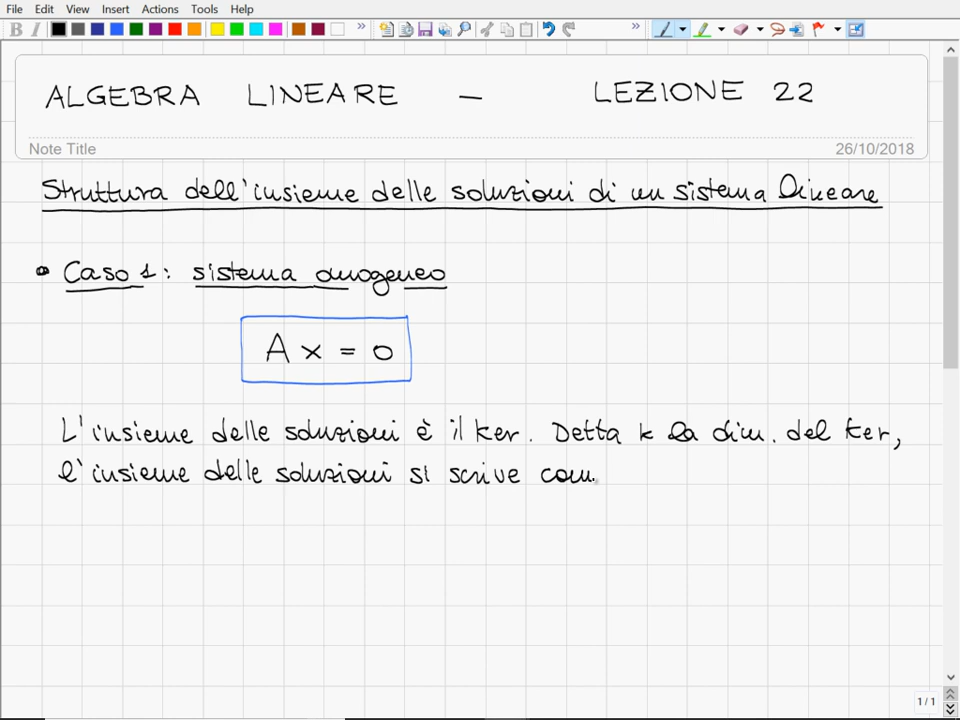 File Edit View Insert Actions Tools Help
B I » »
ALGEBRA LINEARE - LEZIONE 22
Note Title 26/10/2018
Struttura dell'insieme delle soluzioni di un sistema lineare
• Caso 1: sistema omogeneo
A x = 0
L'insieme delle soluzioni è il ker. Detta k la dim. del ker,
l'insieme delle soluzioni si scrive com
1/1